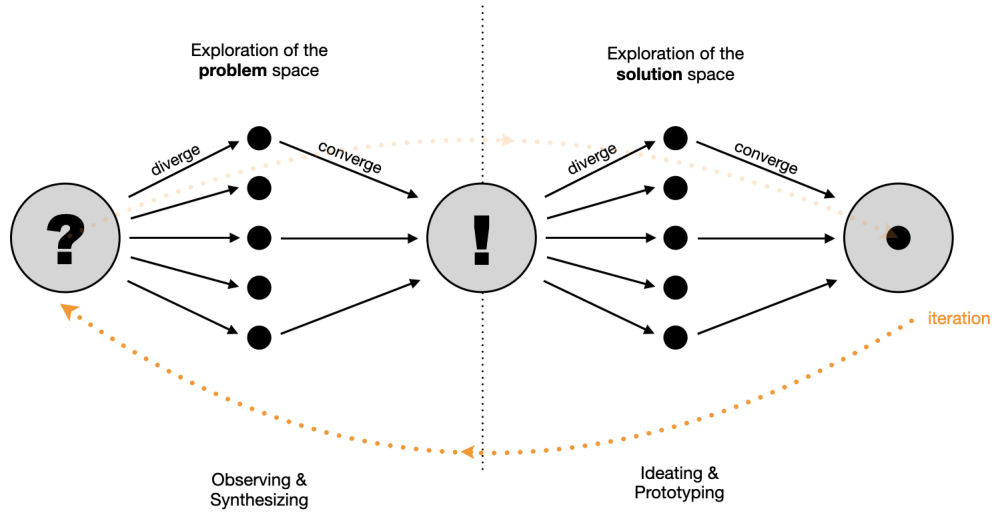 Exploration of the
problem space
Exploration of the
solution space
diverge
converge
diverge
converge
?
!
iteration
Observing &
Synthesizing
Ideating &
Prototyping